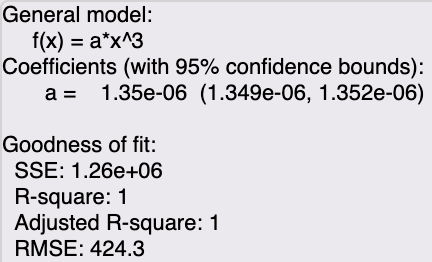 General model:
f(x) = a*x^3
Coefficients (with 95% confidence bounds):
a = 1.35e-06 (1.349e-06, 1.352e-06)
Goodness of fit:
SSE: 1.26e+06
R-square: 1
Adjusted R-square: 1
RMSE: 424.3